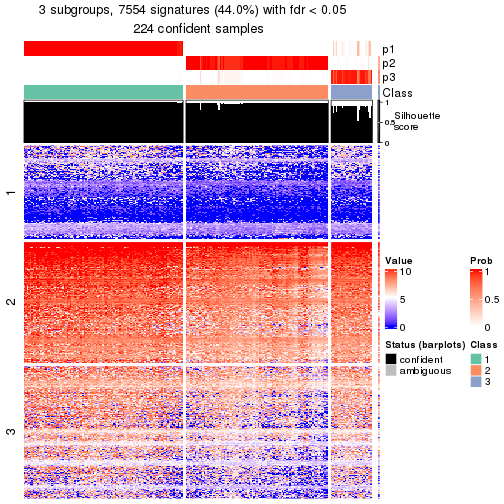 3 subgroups, 7554 signatures (44.0%) with fdr < 0.05
224 confident samples
p1
p2
p3
Class
1
0.5
0
Silhouette
score
1
2
3
Value
10
5
0
Prob
1
0.5
0
Status (barplots)
confident
ambiguous
Class
1
2
3